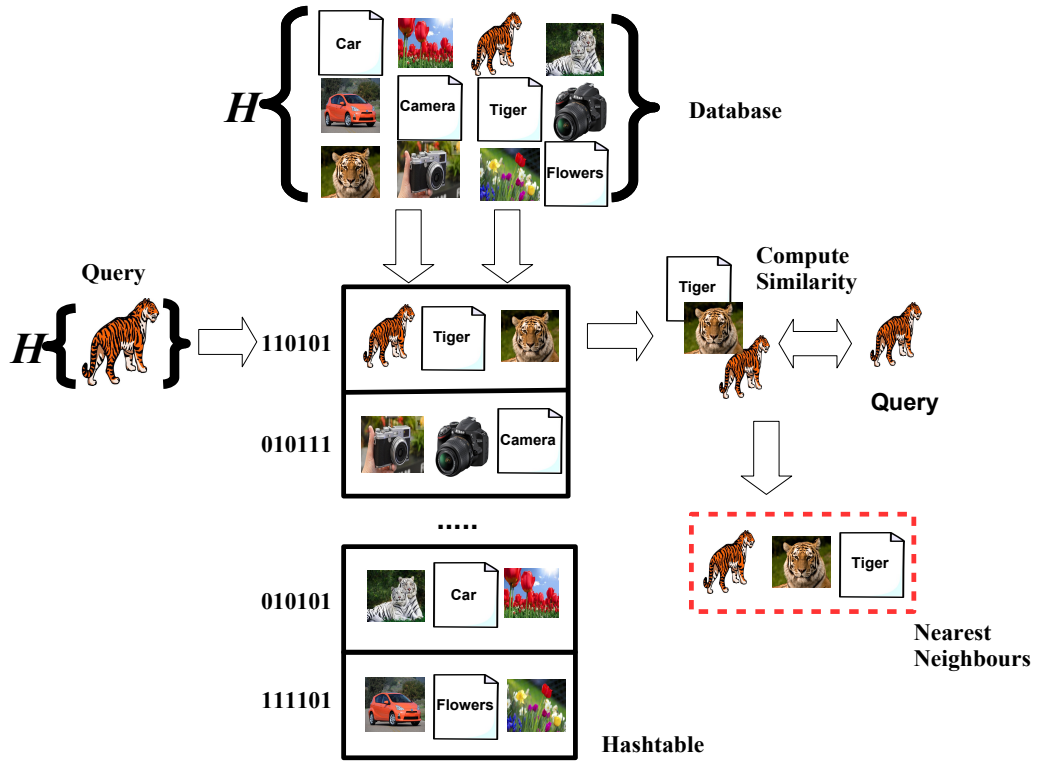 Car
H
Camera
Tiger
Database
Flowers
Query
H
Compute
Similarity
Tiger
110101
Tiger
Query
010111
Camera
.....
010101
Car
Tiger
Nearest
Neighbours
111101
Flowers
Hashtable